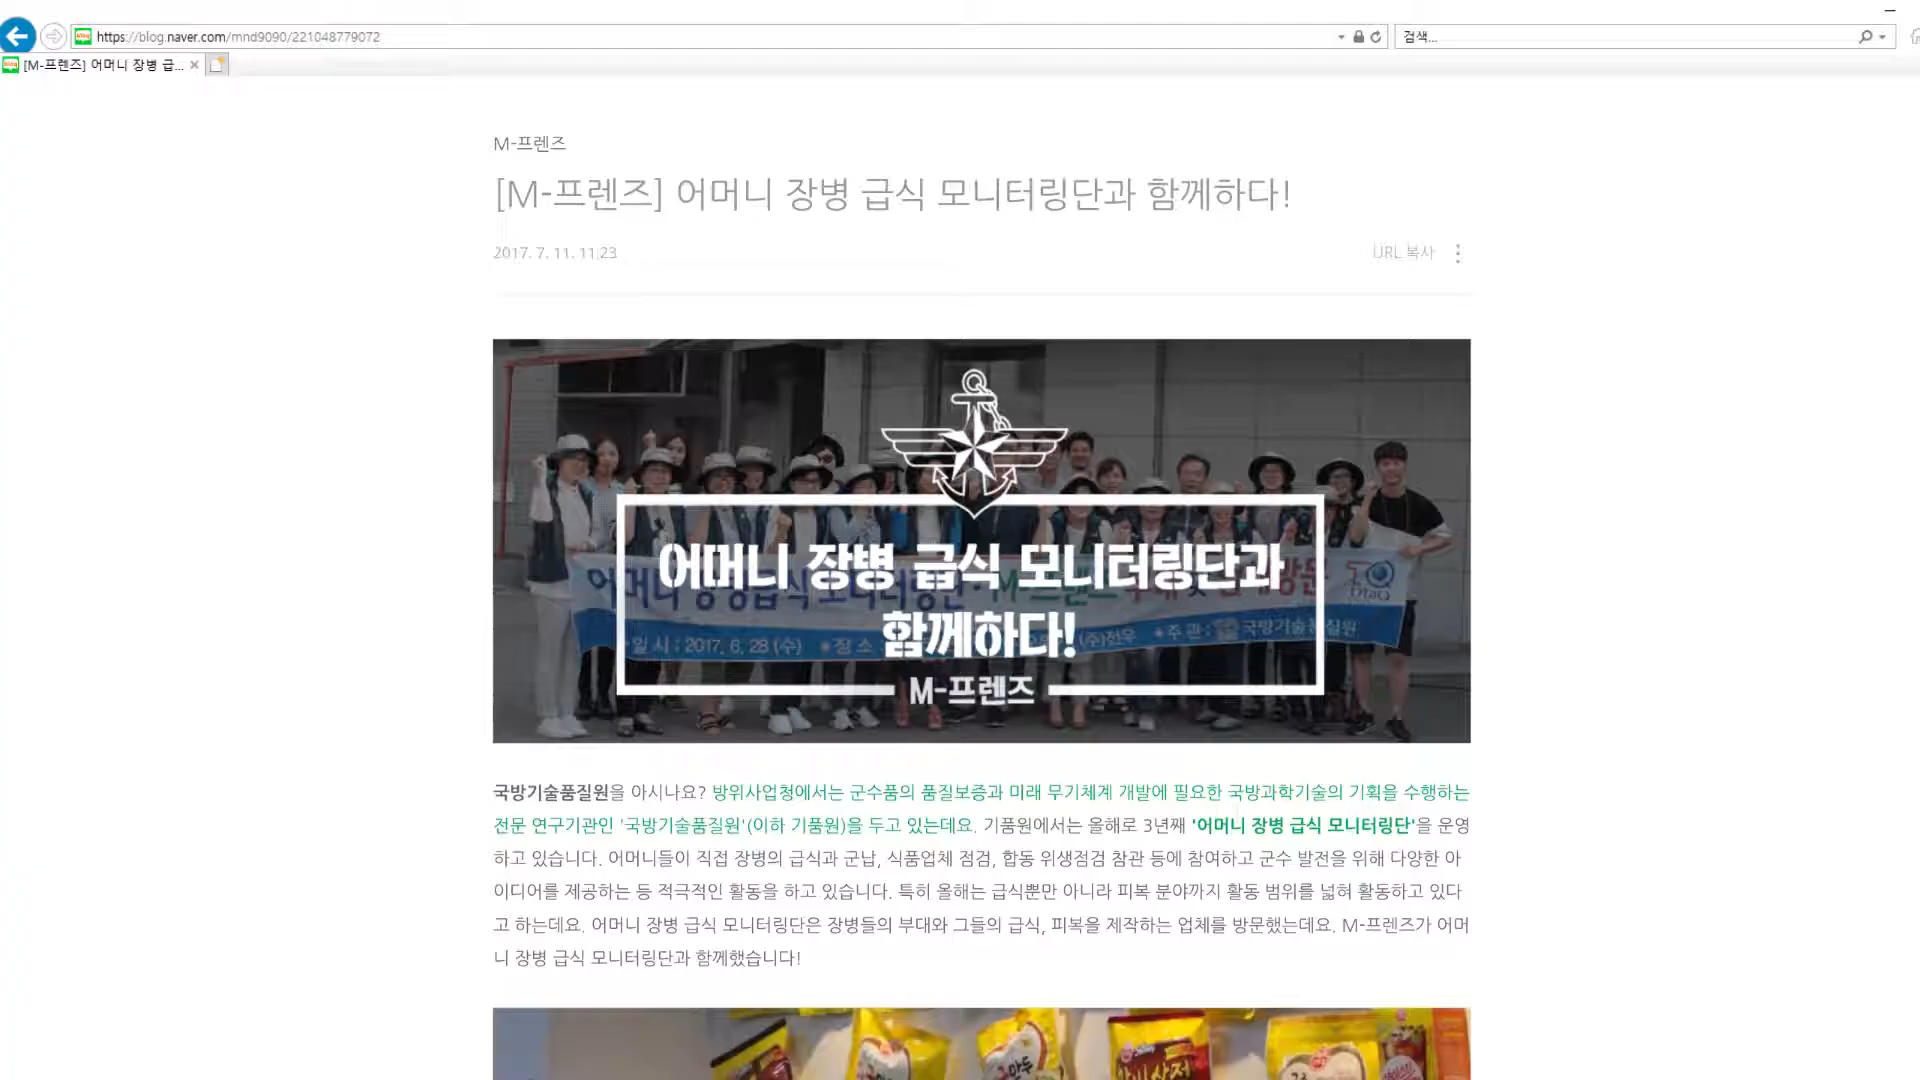 https://blog.naver.com/mnd9090/221048779072
검색...
[M-프렌즈] 어머니 장병 급...
M-프렌즈
[M-프렌즈] 어머니 장병 급식 모니터링단과 함께하다!
2017. 7. 11. 11:23
URL 복사
어머니 장병 급식 모니터링단과
함께하다!
M-프렌즈
일시 : 2017. 6. 28 (수) 장소 (주)전우 주관 : 국방기술품질원
DTaQ
국방기술품질원을 아시나요? 방위사업청에서는 군수품의 품질보증과 미래 무기체계 개발에 필요한 국방과학기술의 기획을 수행하는
전문 연구기관인 '국방기술품질원'(이하 기품원)을 두고 있는데요. 기품원에서는 올해로 3년째 '어머니 장병 급식 모니터링단'을 운영
하고 있습니다. 어머니들이 직접 장병의 급식과 군납, 식품업체 점검, 합동 위생점검 참관 등에 참여하고 군수 발전을 위해 다양한 아
이디어를 제공하는 등 적극적인 활동을 하고 있습니다. 특히 올해는 급식뿐만 아니라 피복 분야까지 활동 범위를 넓혀 활동하고 있다
고 하는데요. 어머니 장병 급식 모니터링단은 장병들의 부대와 그들의 급식, 피복을 제작하는 업체를 방문했는데요. M-프렌즈가 어머
니 장병 급식 모니터링단과 함께했습니다!